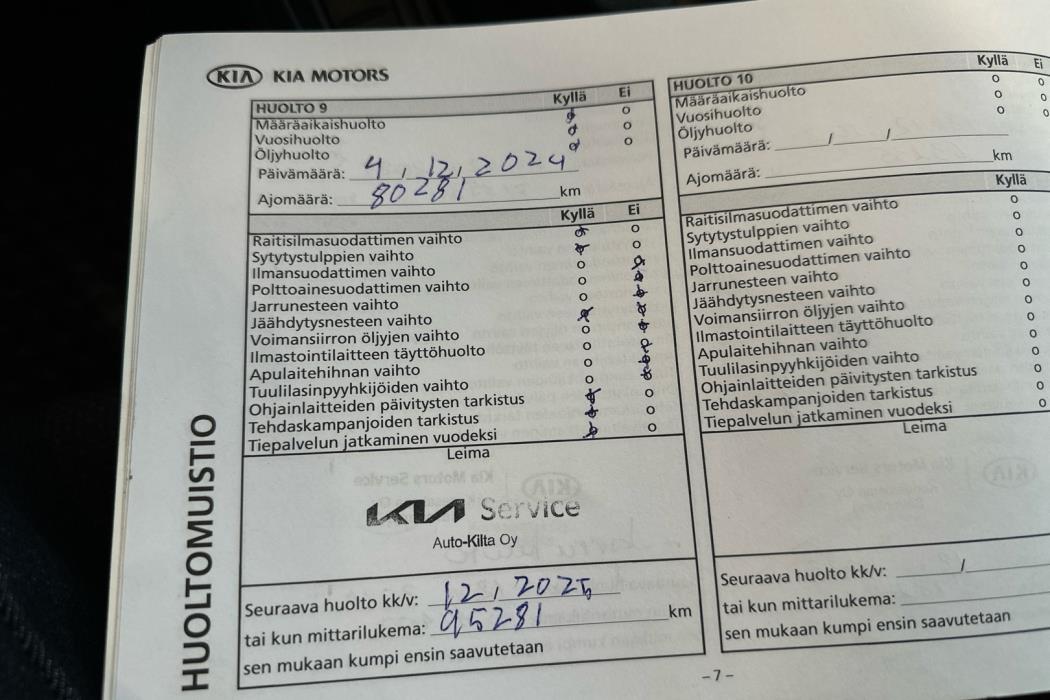 KIA KIA MOTORS
HUOLTO 9 Kyllä Ei
Määräaikaishuolto
Vuosihuolto
Öljyhuolto
Päivämäärä: 4 . 12 . 2024
Ajomäärä: 80281 km
Kyllä Ei
Raitisilmasuodattimen vaihto
Sytytystulppien vaihto
Ilmansuodattimen vaihto
Polttoainesuodattimen vaihto
Jarrunesteen vaihto
Jäähdytysnesteen vaihto
Voimansiirron öljyjen vaihto
Ilmastointilaitteen täyttöhuolto
Apulaitehihnan vaihto
Tuulilasinpyyhkijöiden vaihto
Ohjainlaitteiden päivitysten tarkistus
Tehdaskampanjoiden tarkistus
Tiepalvelun jatkaminen vuodeksi
Leima
KIA Service
Auto-Kilta Oy
Seuraava huolto kk/v: 12 . 2025
tai kun mittarilukema: 95281 km
sen mukaan kumpi ensin saavutetaan
HUOLTOMUISTIO
HUOLTO 10 Kyllä Ei
Määräaikaishuolto
Vuosihuolto
Öljyhuolto
Päivämäärä: / /
Ajomäärä: km
Kyllä
Raitisilmasuodattimen vaihto
Sytytystulppien vaihto
Ilmansuodattimen vaihto
Polttoainesuodattimen vaihto
Jarrunesteen vaihto
Jäähdytysnesteen vaihto
Voimansiirron öljyjen vaihto
Ilmastointilaitteen täyttöhuolto
Apulaitehihnan vaihto
Tuulilasinpyyhkijöiden vaihto
Ohjainlaitteiden päivitysten tarkistus
Tehdaskampanjoiden tarkistus
Tiepalvelun jatkaminen vuodeksi
Leima
Seuraava huolto kk/v: /
tai kun mittarilukema:
sen mukaan kumpi ensin saavutetaan
-7-